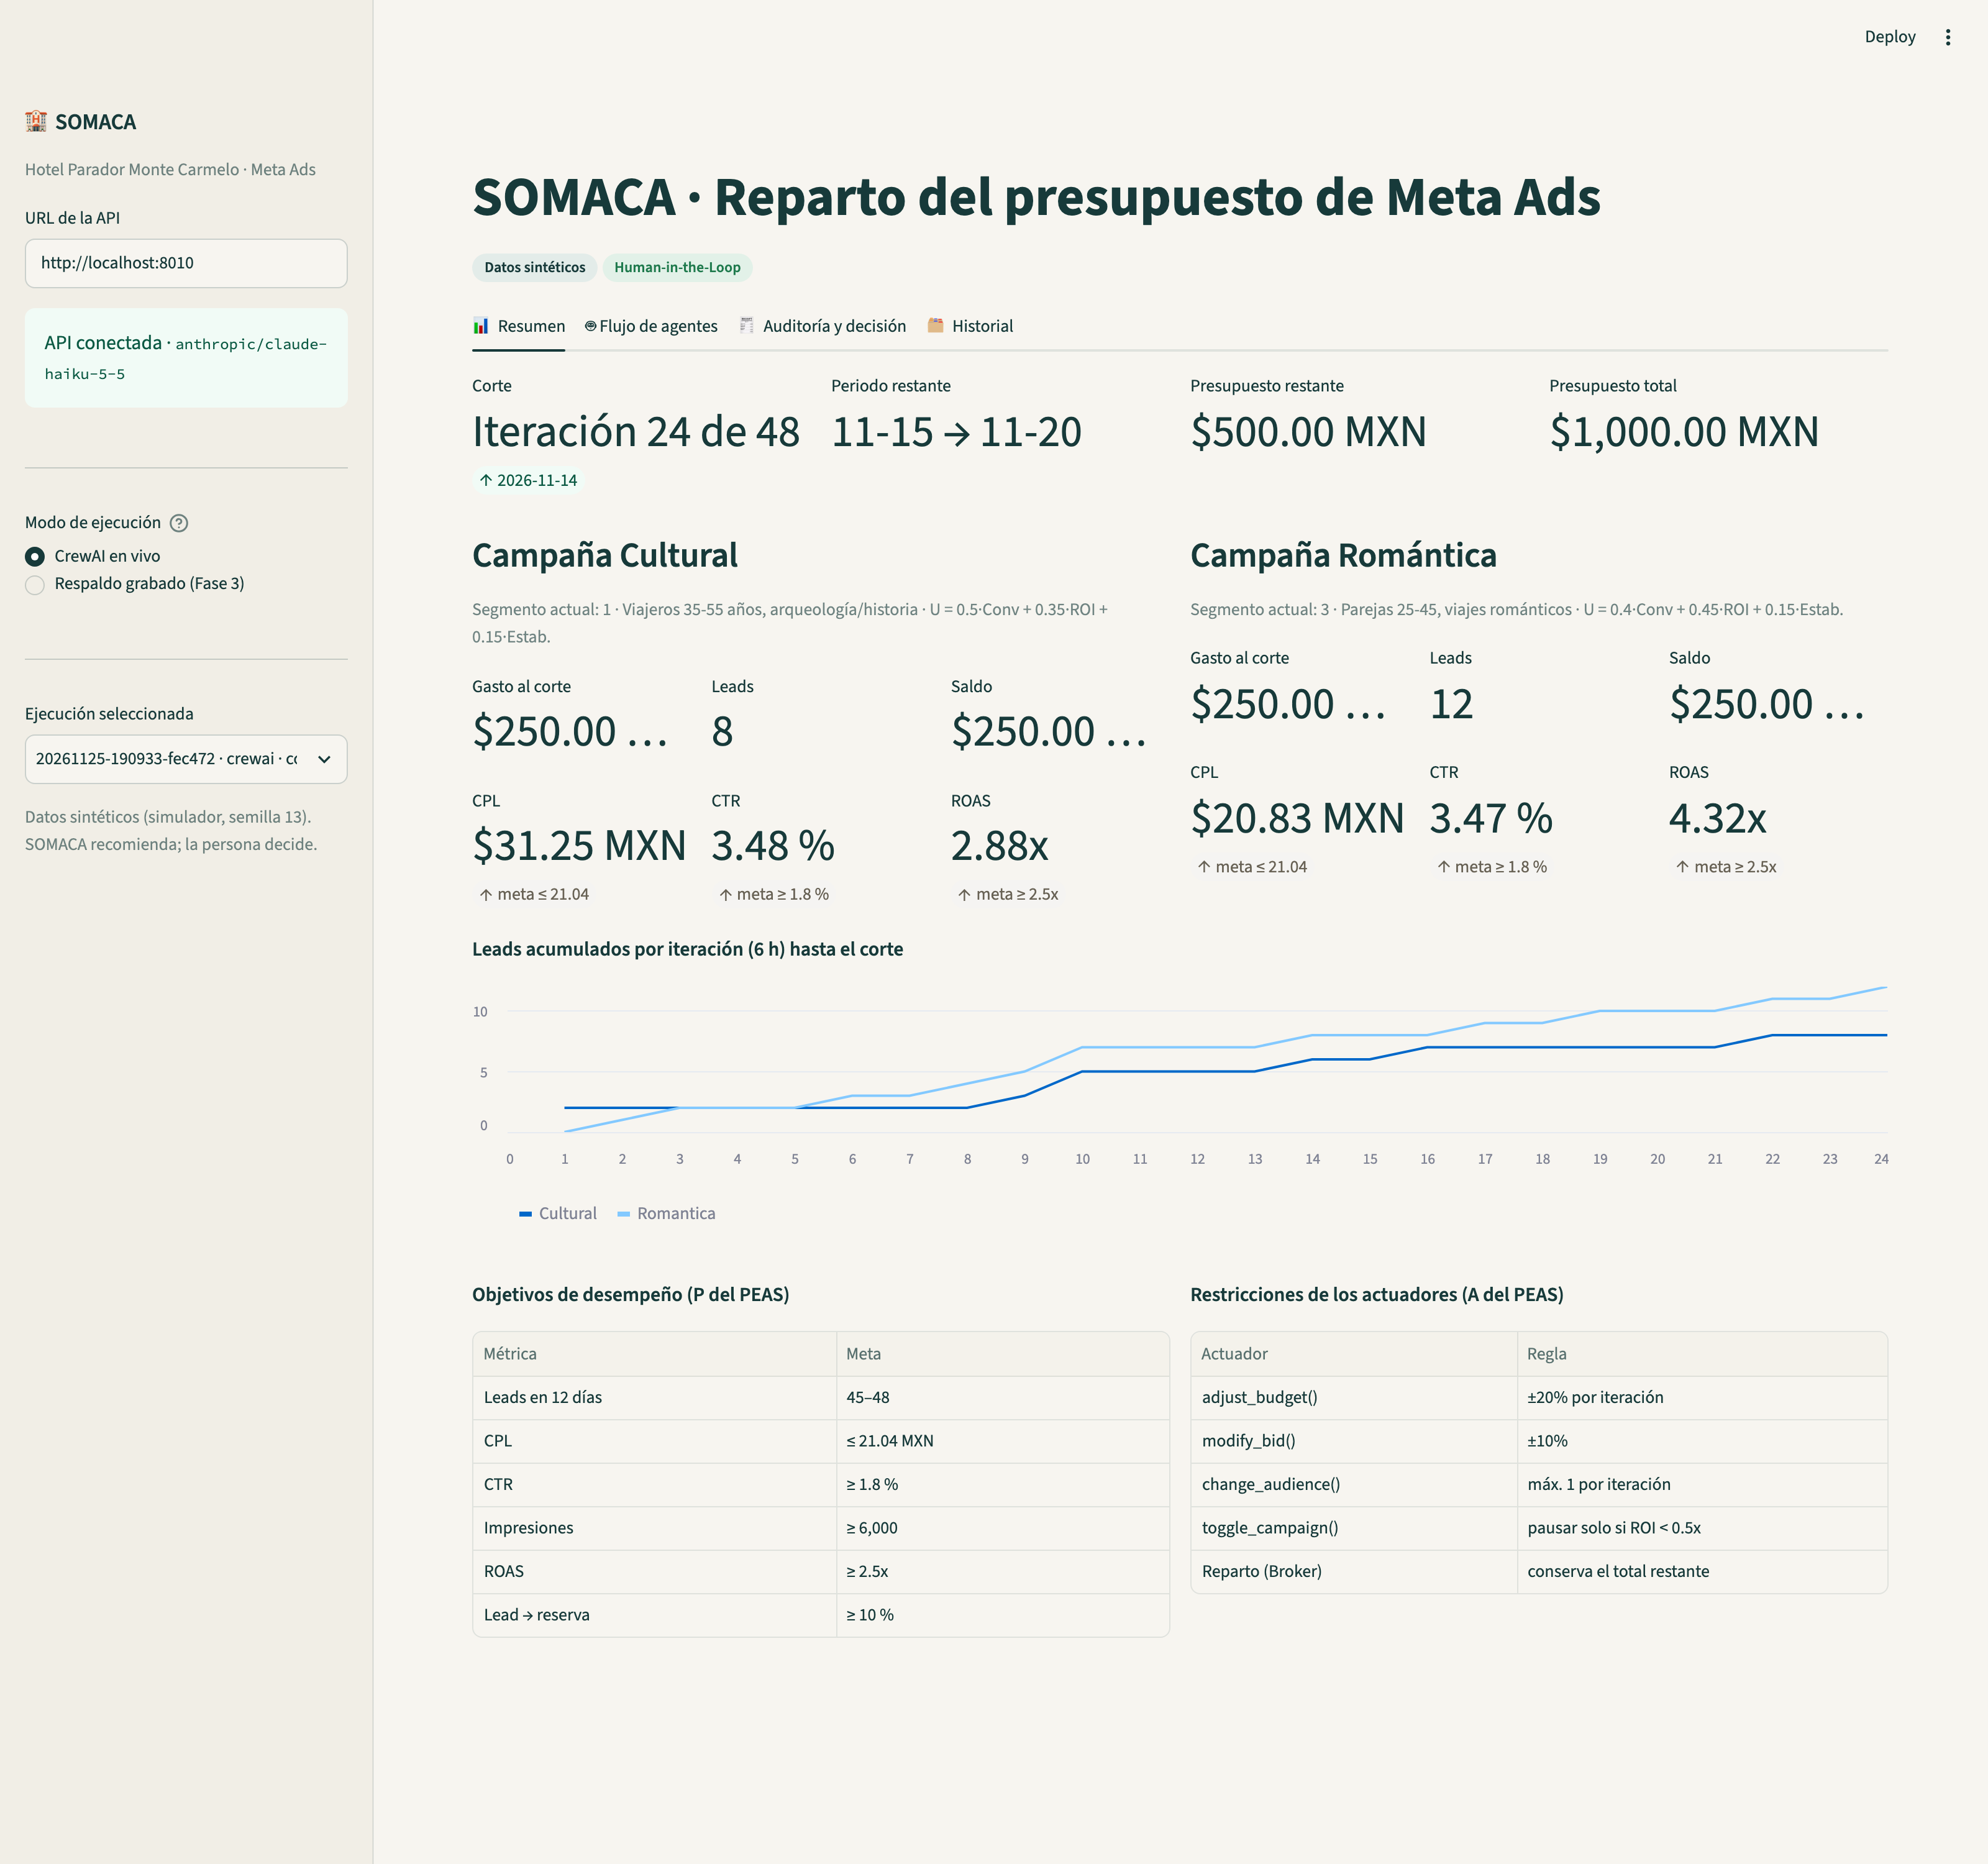 Deploy
SOMACA
Hotel Parador Monte Carmelo · Meta Ads
URL de la API
http://localhost:8010
API conectada · anthropic/claude-
haiku-5-5
Modo de ejecución
CrewAI en vivo
Respaldo grabado (Fase 3)
Ejecución seleccionada
20261125-190933-fec472 · crewai · cc
Datos sintéticos (simulador, semilla 13).
SOMACA recomienda; la persona decide.
SOMACA · Reparto del presupuesto de Meta Ads
Datos sintéticos Human-in-the-Loop
Resumen Flujo de agentes Auditoría y decisión Historial
Corte Periodo restante Presupuesto restante Presupuesto total
Iteración 24 de 48 11-15 → 11-20 $500.00 MXN $1,000.00 MXN
↑ 2026-11-14
Campaña Cultural
Segmento actual: 1 · Viajeros 35-55 años, arqueología/historia · U = 0.5·Conv + 0.35·ROI +
0.15·Estab.
Gasto al corte Leads Saldo
$250.00 … 8 $250.00 …
CPL CTR ROAS
$31.25 MXN 3.48 % 2.88x
↑ meta ≤ 21.04 ↑ meta ≥ 1.8 % ↑ meta ≥ 2.5x
Campaña Romántica
Segmento actual: 3 · Parejas 25-45, viajes románticos · U = 0.4·Conv + 0.45·ROI + 0.15·Estab.
Gasto al corte Leads Saldo
$250.00 … 12 $250.00 …
CPL CTR ROAS
$20.83 MXN 3.47 % 4.32x
↑ meta ≤ 21.04 ↑ meta ≥ 1.8 % ↑ meta ≥ 2.5x
Leads acumulados por iteración (6 h) hasta el corte
10
5
0
0 1 2 3 4 5 6 7 8 9 10 11 12 13 14 15 16 17 18 19 20 21 22 23 24
Cultural Romantica
Objetivos de desempeño (P del PEAS)
Métrica Meta
Leads en 12 días 45–48
CPL ≤ 21.04 MXN
CTR ≥ 1.8 %
Impresiones ≥ 6,000
ROAS ≥ 2.5x
Lead → reserva ≥ 10 %
Restricciones de los actuadores (A del PEAS)
Actuador Regla
adjust_budget() ±20% por iteración
modify_bid() ±10%
change_audience() máx. 1 por iteración
toggle_campaign() pausar solo si ROI < 0.5x
Reparto (Broker) conserva el total restante